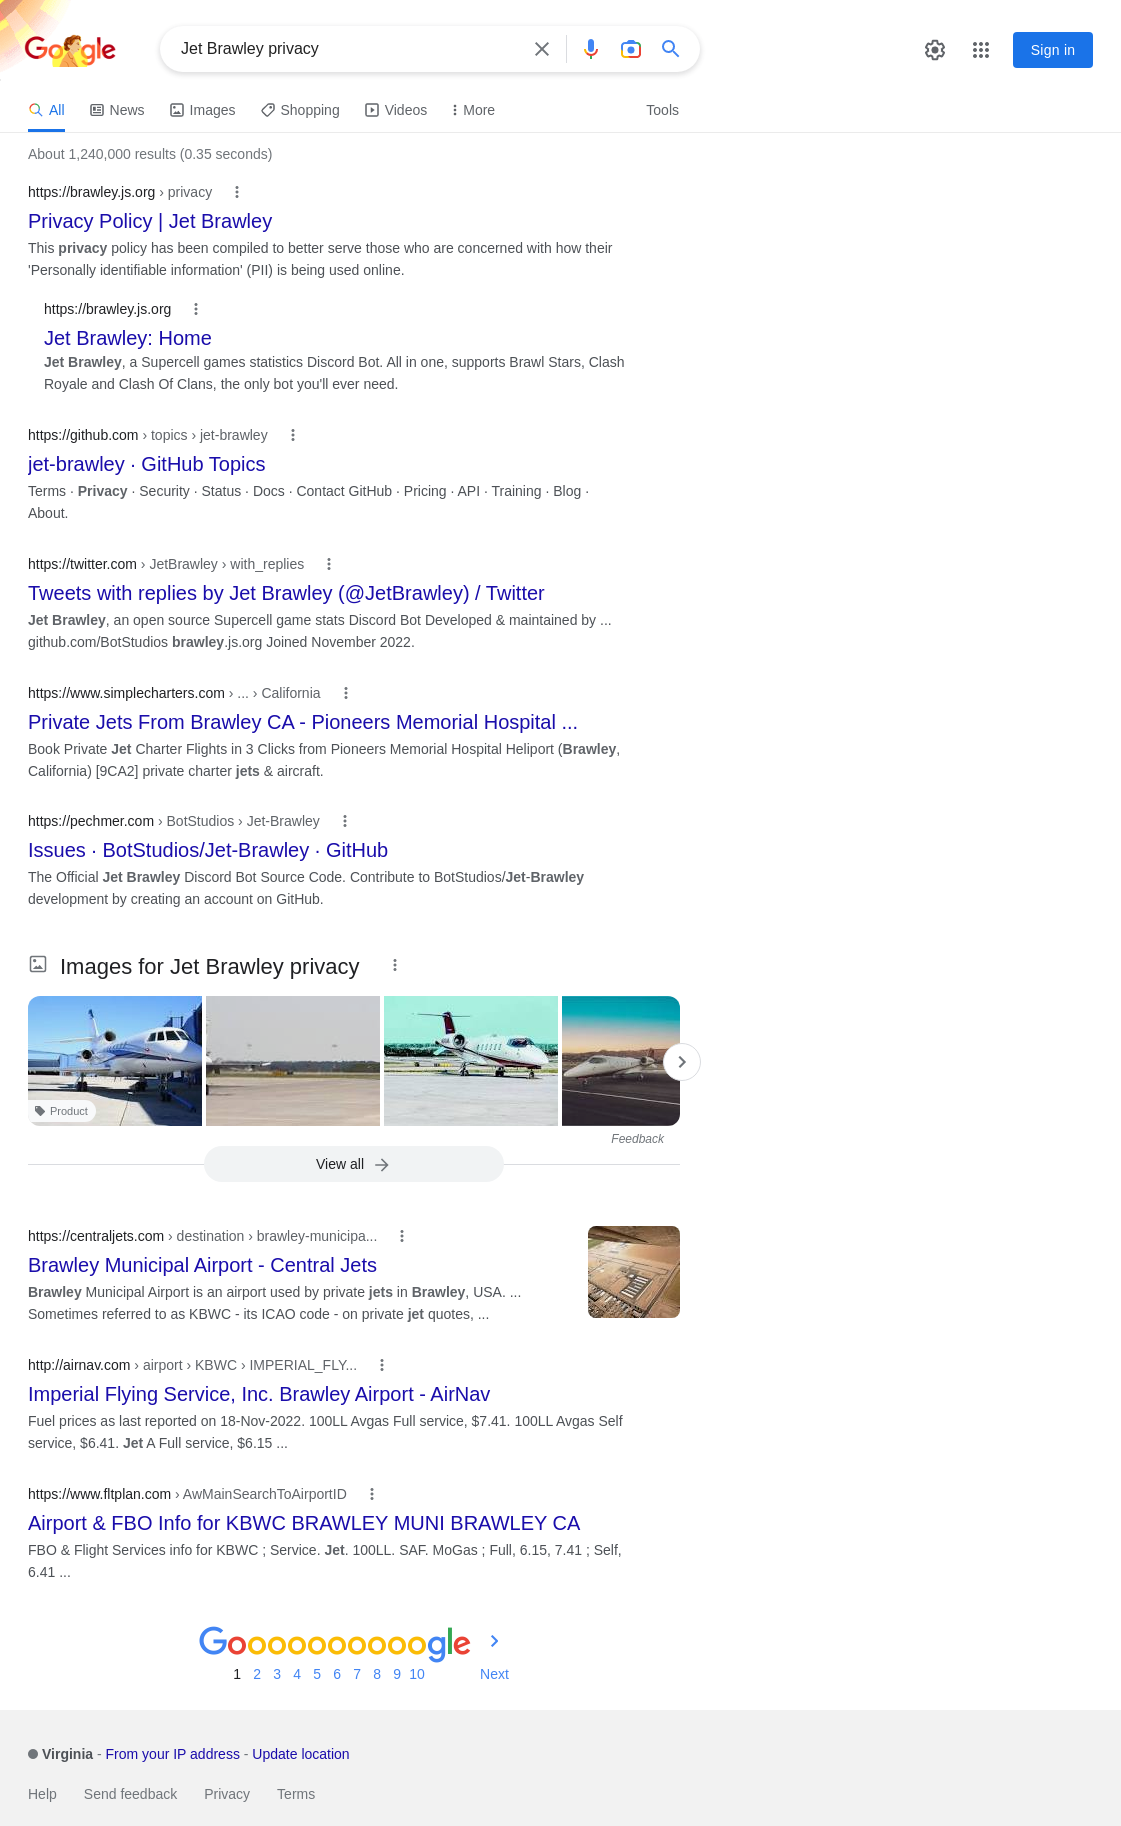 Google
Jet Brawley privacy
Sign in
All
News
Images
Shopping
Videos
More
Tools
About 1,240,000 results (0.35 seconds)
https://brawley.js.org › privacy
Privacy Policy | Jet Brawley
This privacy policy has been compiled to better serve those who are concerned with how their
'Personally identifiable information' (PII) is being used online.
https://brawley.js.org
Jet Brawley: Home
Jet Brawley, a Supercell games statistics Discord Bot. All in one, supports Brawl Stars, Clash
Royale and Clash Of Clans, the only bot you'll ever need.
https://github.com › topics › jet-brawley
jet-brawley · GitHub Topics
Terms · Privacy · Security · Status · Docs · Contact GitHub · Pricing · API · Training · Blog ·
About.
https://twitter.com › JetBrawley › with_replies
Tweets with replies by Jet Brawley (@JetBrawley) / Twitter
Jet Brawley, an open source Supercell game stats Discord Bot Developed & maintained by ...
github.com/BotStudios brawley.js.org Joined November 2022.
https://www.simplecharters.com › ... › California
Private Jets From Brawley CA - Pioneers Memorial Hospital ...
Book Private Jet Charter Flights in 3 Clicks from Pioneers Memorial Hospital Heliport (Brawley,
California) [9CA2] private charter jets & aircraft.
https://pechmer.com › BotStudios › Jet-Brawley
Issues · BotStudios/Jet-Brawley · GitHub
The Official Jet Brawley Discord Bot Source Code. Contribute to BotStudios/Jet-Brawley
development by creating an account on GitHub.
Images for Jet Brawley privacy
Product
Feedback
View all
https://centraljets.com › destination › brawley-municipa...
Brawley Municipal Airport - Central Jets
Brawley Municipal Airport is an airport used by private jets in Brawley, USA. ...
Sometimes referred to as KBWC - its ICAO code - on private jet quotes, ...
http://airnav.com › airport › KBWC › IMPERIAL_FLY...
Imperial Flying Service, Inc. Brawley Airport - AirNav
Fuel prices as last reported on 18-Nov-2022. 100LL Avgas Full service, $7.41. 100LL Avgas Self
service, $6.41. Jet A Full service, $6.15 ...
https://www.fltplan.com › AwMainSearchToAirportID
Airport & FBO Info for KBWC BRAWLEY MUNI BRAWLEY CA
FBO & Flight Services info for KBWC ; Service. Jet. 100LL. SAF. MoGas ; Full, 6.15, 7.41 ; Self,
6.41 ...
Goooooooooogle
1 2 3 4 5 6 7 8 9 10 Next
Virginia - From your IP address - Update location
Help Send feedback Privacy Terms